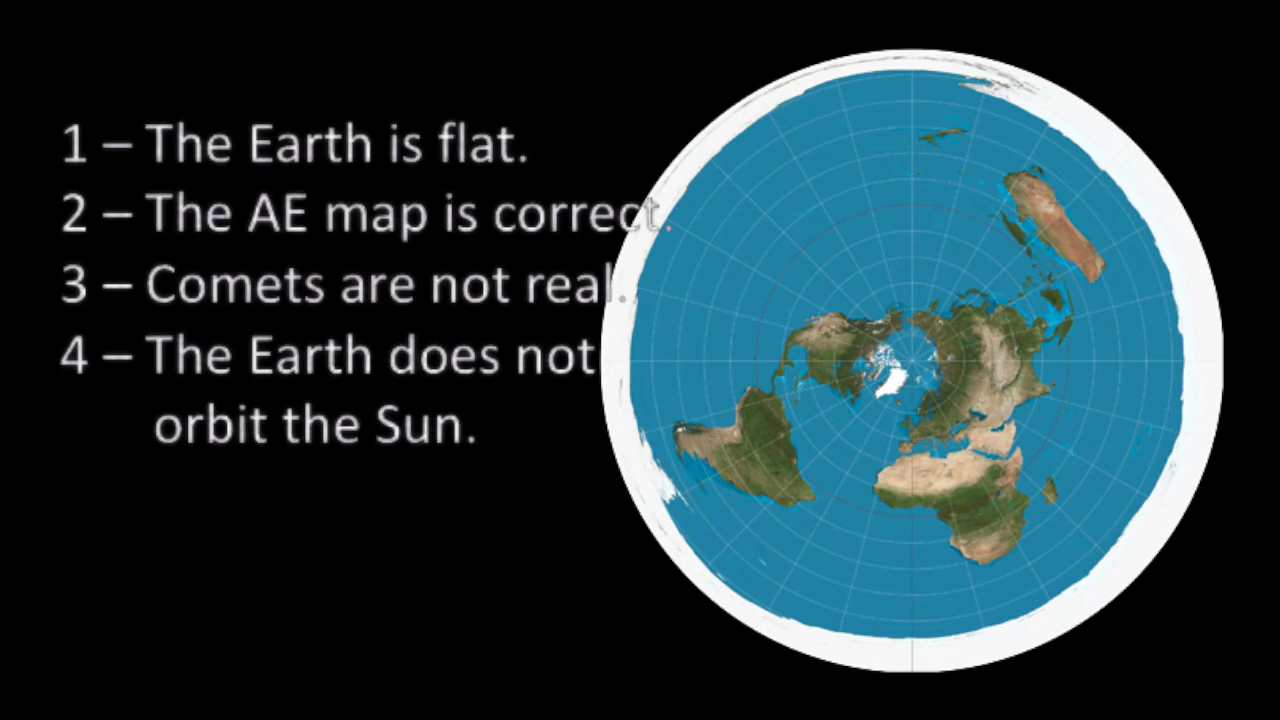 1 – The Earth is flat.
2 – The AE map is correct.
3 – Comets are not real.
4 – The Earth does not
orbit the Sun.